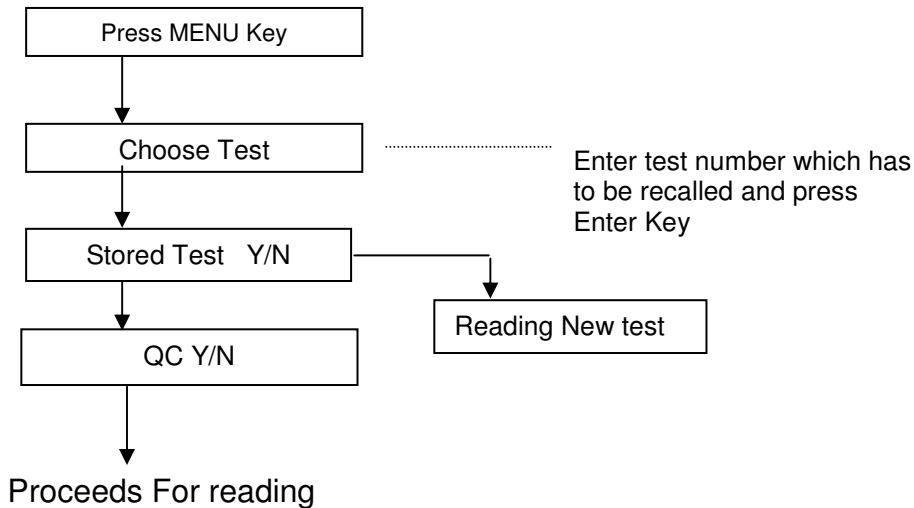 Press MENU Key
Choose Test
Enter test number which has
to be recalled and press
Enter Key
Stored Test Y/N
Reading New test
QC Y/N
Proceeds For reading